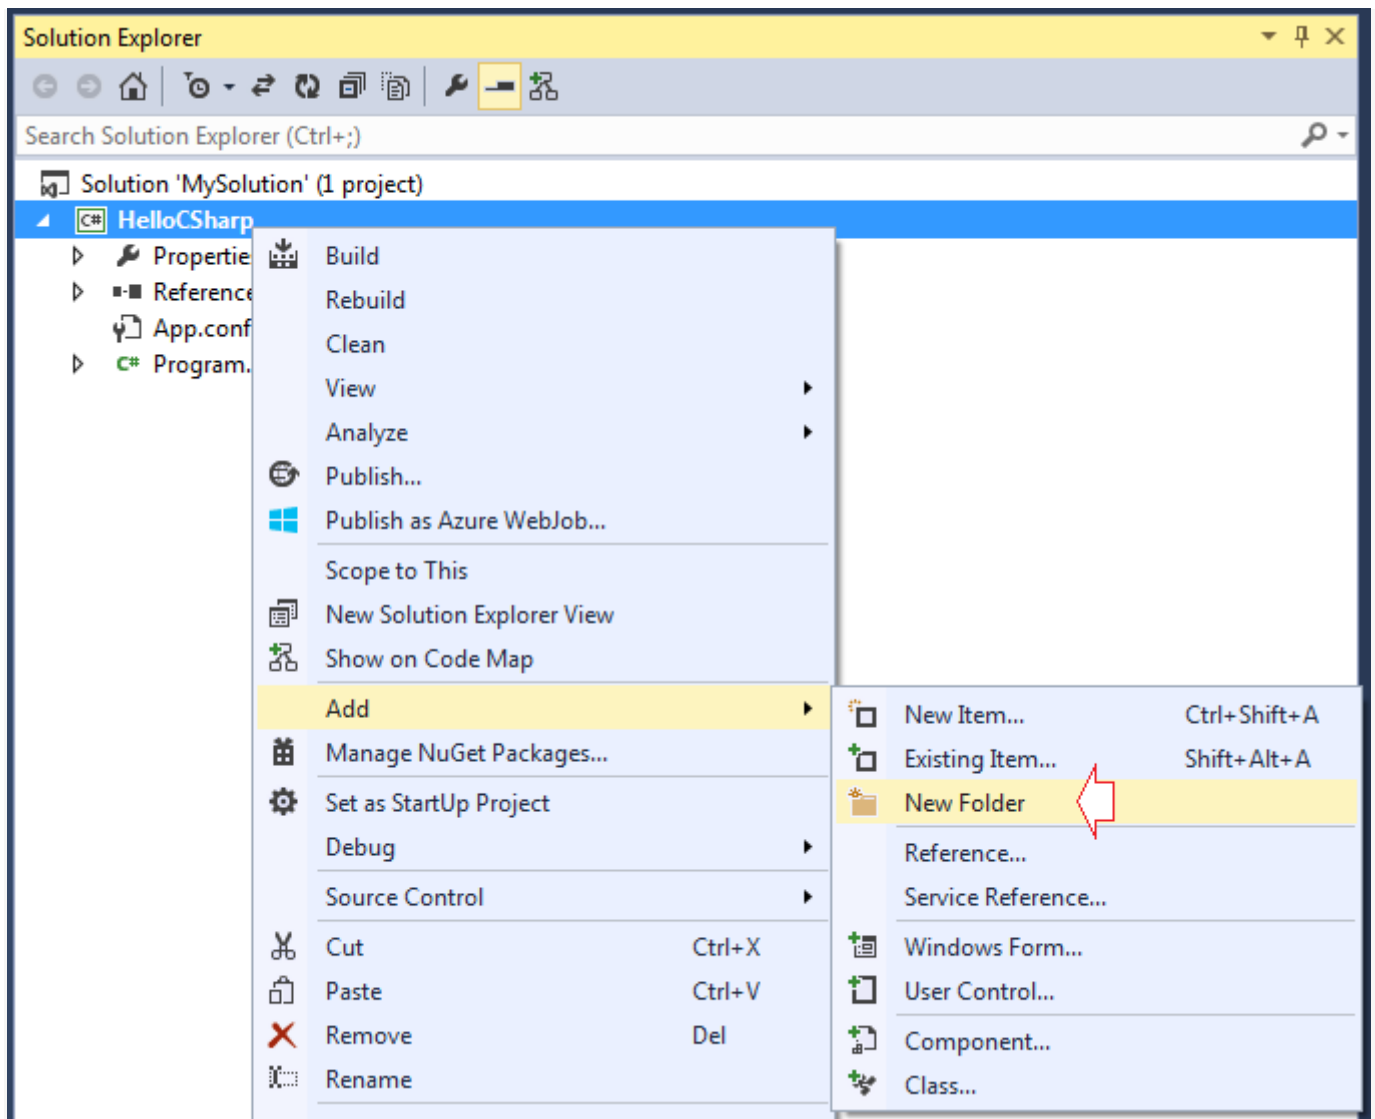 Solution Explorer
Search Solution Explorer (Ctrl+;)
Solution 'MySolution' (1 project)
C# HelloCSharp
Propertie
Reference
App.conf
C# Program.
Build
Rebuild
Clean
View
Analyze
Publish...
Publish as Azure WebJob...
Scope to This
New Solution Explorer View
Show on Code Map
Add
Manage NuGet Packages...
Set as StartUp Project
Debug
Source Control
Cut Ctrl+X
Paste Ctrl+V
Remove Del
Rename
New Item... Ctrl+Shift+A
Existing Item... Shift+Alt+A
New Folder
Reference...
Service Reference...
Windows Form...
User Control...
Component...
Class...